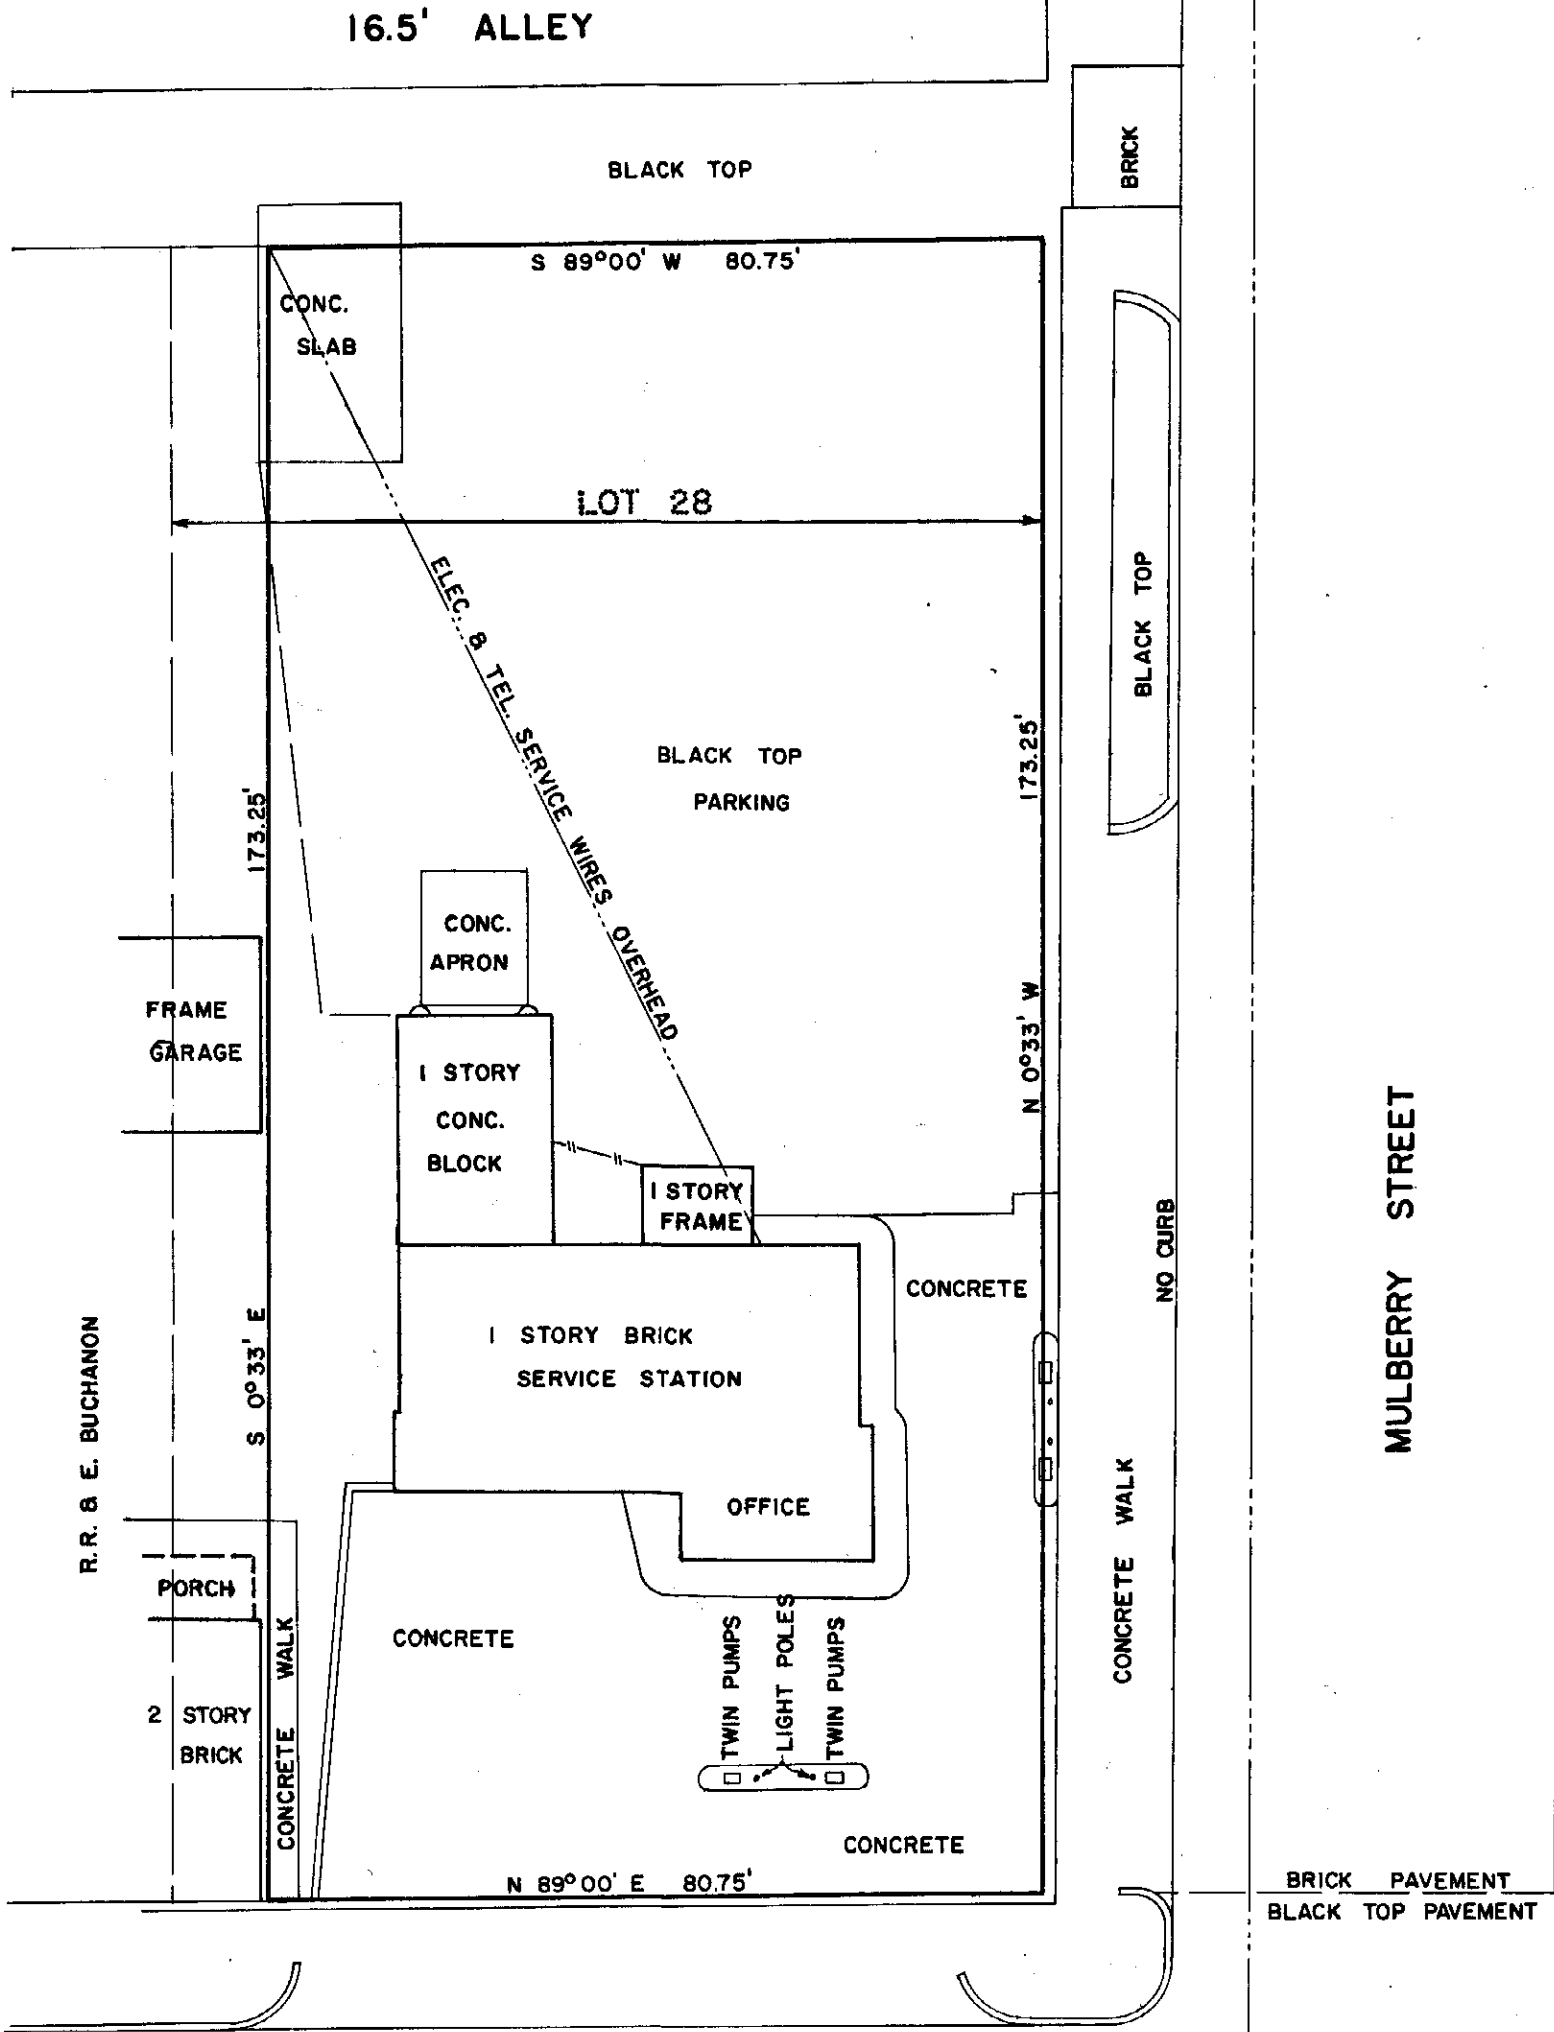 16.5' ALLEY
BLACK TOP
BRICK
S 89°00' W 80.75'
CONC.
SLAB
LOT 28
ELEC. & TEL. SERVICE WIRES OVERHEAD
BLACK TOP
BLACK TOP
PARKING
173.25'
173.25'
CONC.
APRON
FRAME
GARAGE
N 0°33' W
1 STORY
CONC.
BLOCK
1 STORY
FRAME
MULBERRY STREET
NO CURB
CONCRETE
S 0°33' E
1 STORY BRICK
SERVICE STATION
R.R. & E. BUCHANON
OFFICE
CONCRETE WALK
PORCH
CONCRETE
TWIN PUMPS
LIGHT POLES
TWIN PUMPS
2 STORY
BRICK
CONCRETE WALK
CONCRETE
N 89°00' E 80.75'
BRICK PAVEMENT
BLACK TOP PAVEMENT